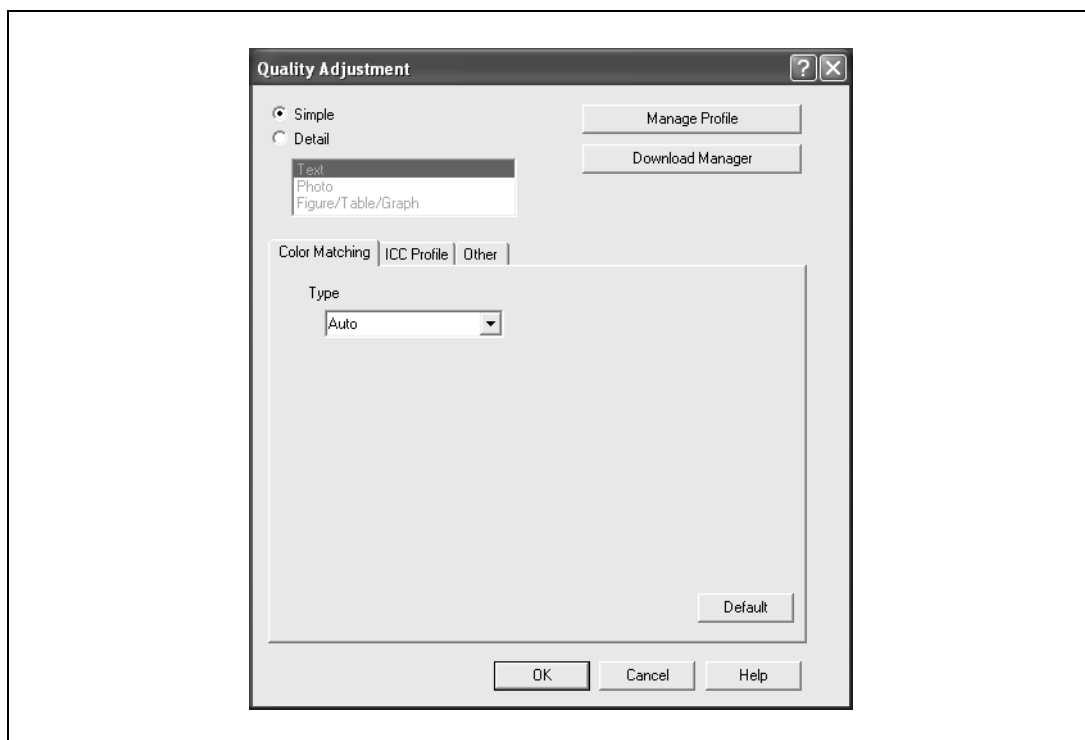 Quality Adjustment
Simple
Detail
Text
Photo
Figure/Table/Graph
Manage Profile
Download Manager
Color Matching ICC Profile Other
Type
Auto
Default
OK Cancel Help